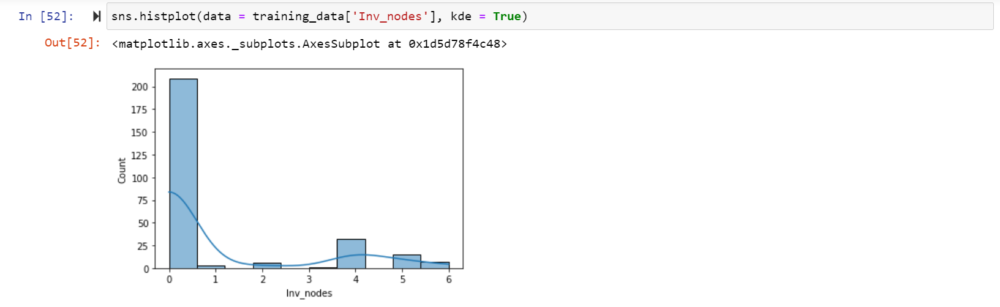 In [52]: sns.histplot(data = training_data['Inv_nodes'], kde = True)
Out[52]: <matplotlib.axes._subplots.AxesSubplot at 0x1d5d78f4c48>
200
175
150
125
100
75
50
25
0
Count
0 1 2 3 4 5 6
Inv_nodes